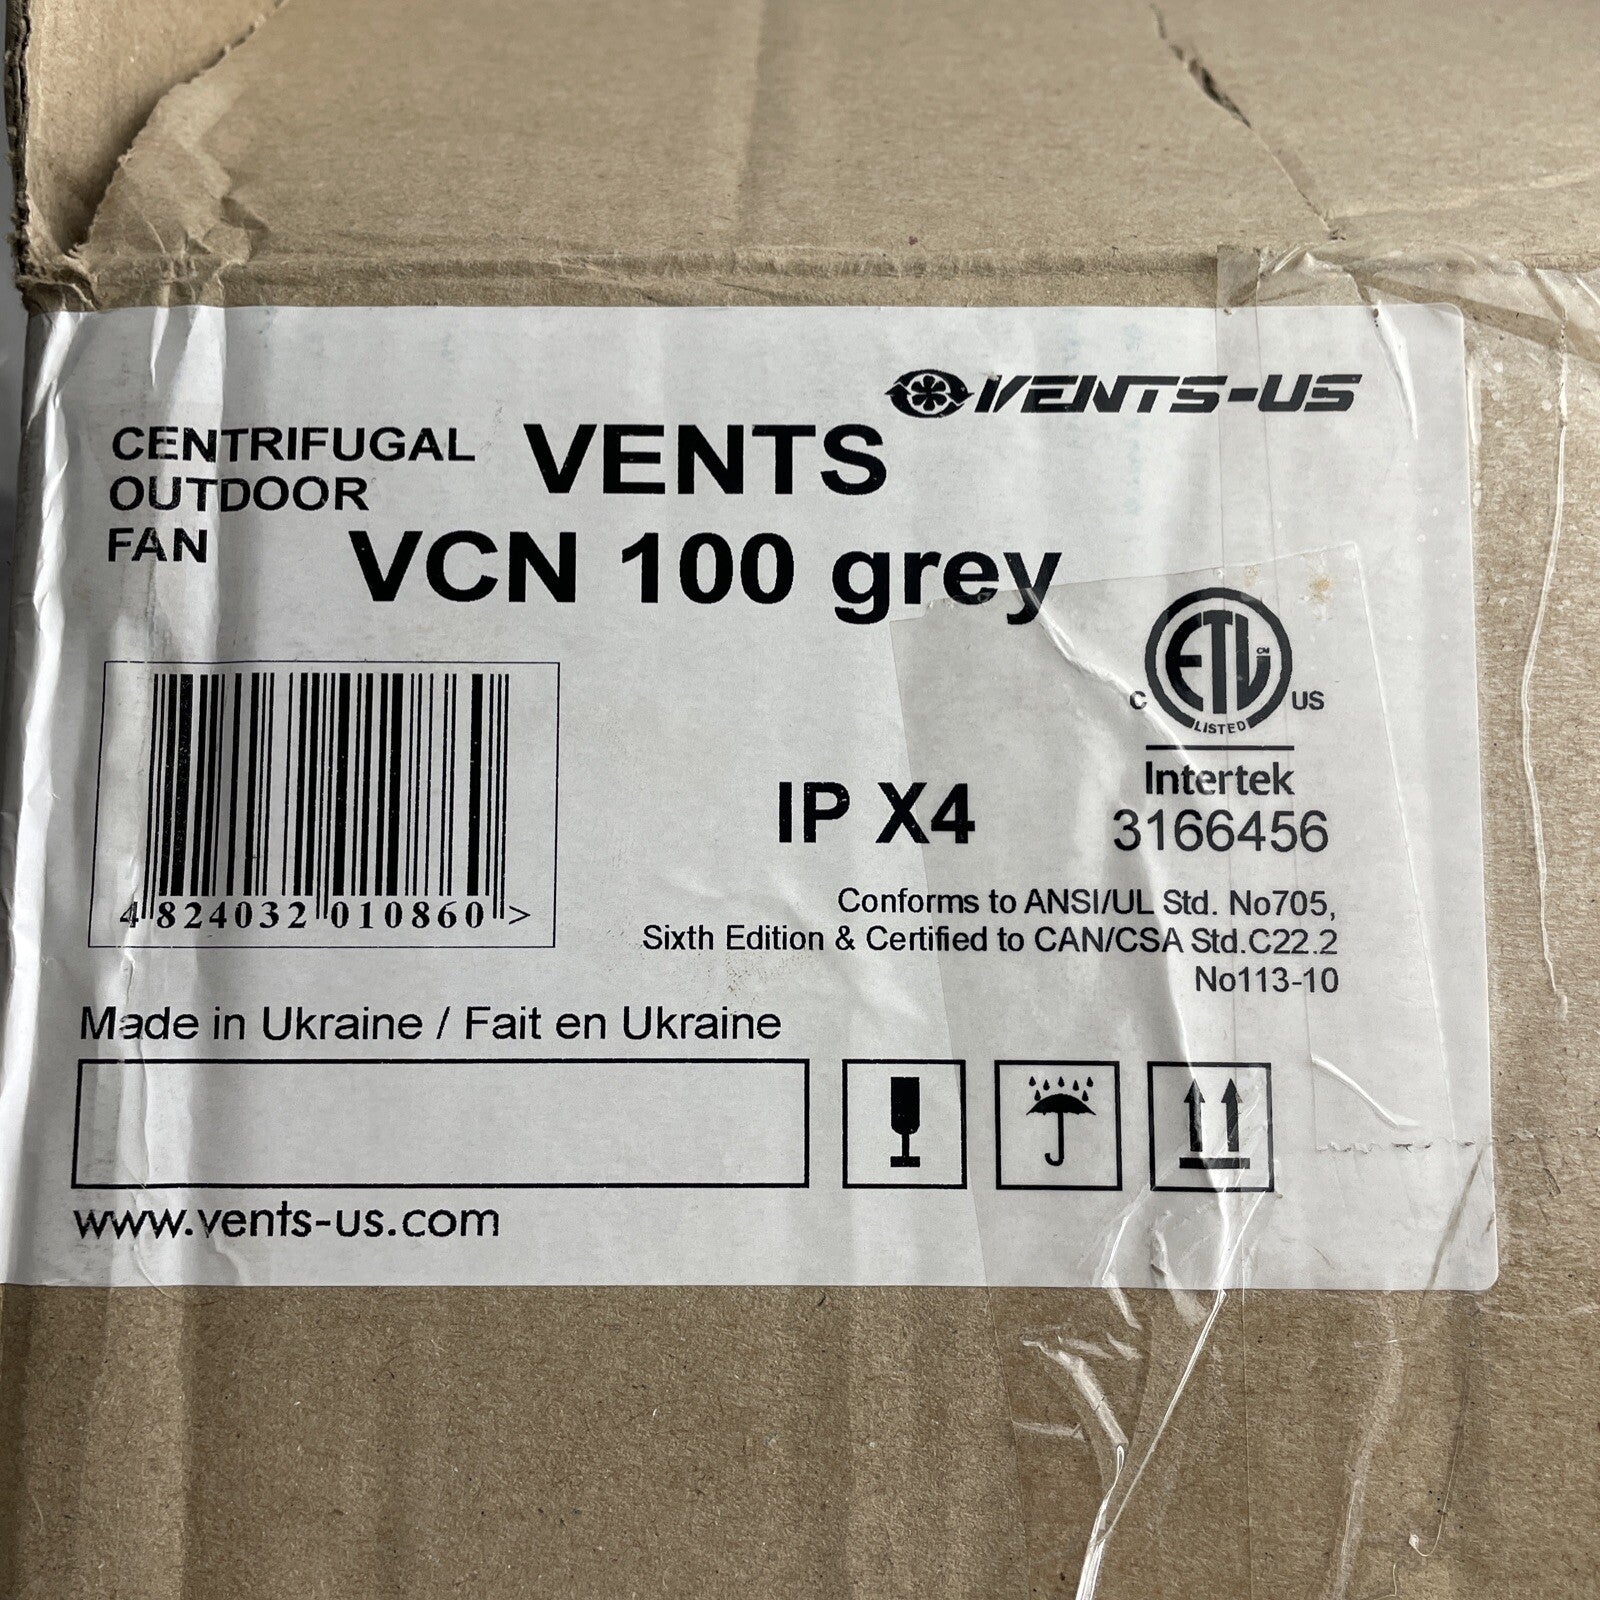 VENTS-US
CENTRIFUGAL
OUTDOOR
FAN
VENTS
VCN 100 grey
C ETL CM US
LISTED
Intertek
3166456
IP X4
4 824032 010860 >
Conforms to ANSI/UL Std. No705,
Sixth Edition & Certified to CAN/CSA Std.C22.2
No113-10
Made in Ukraine / Fait en Ukraine
www.vents-us.com